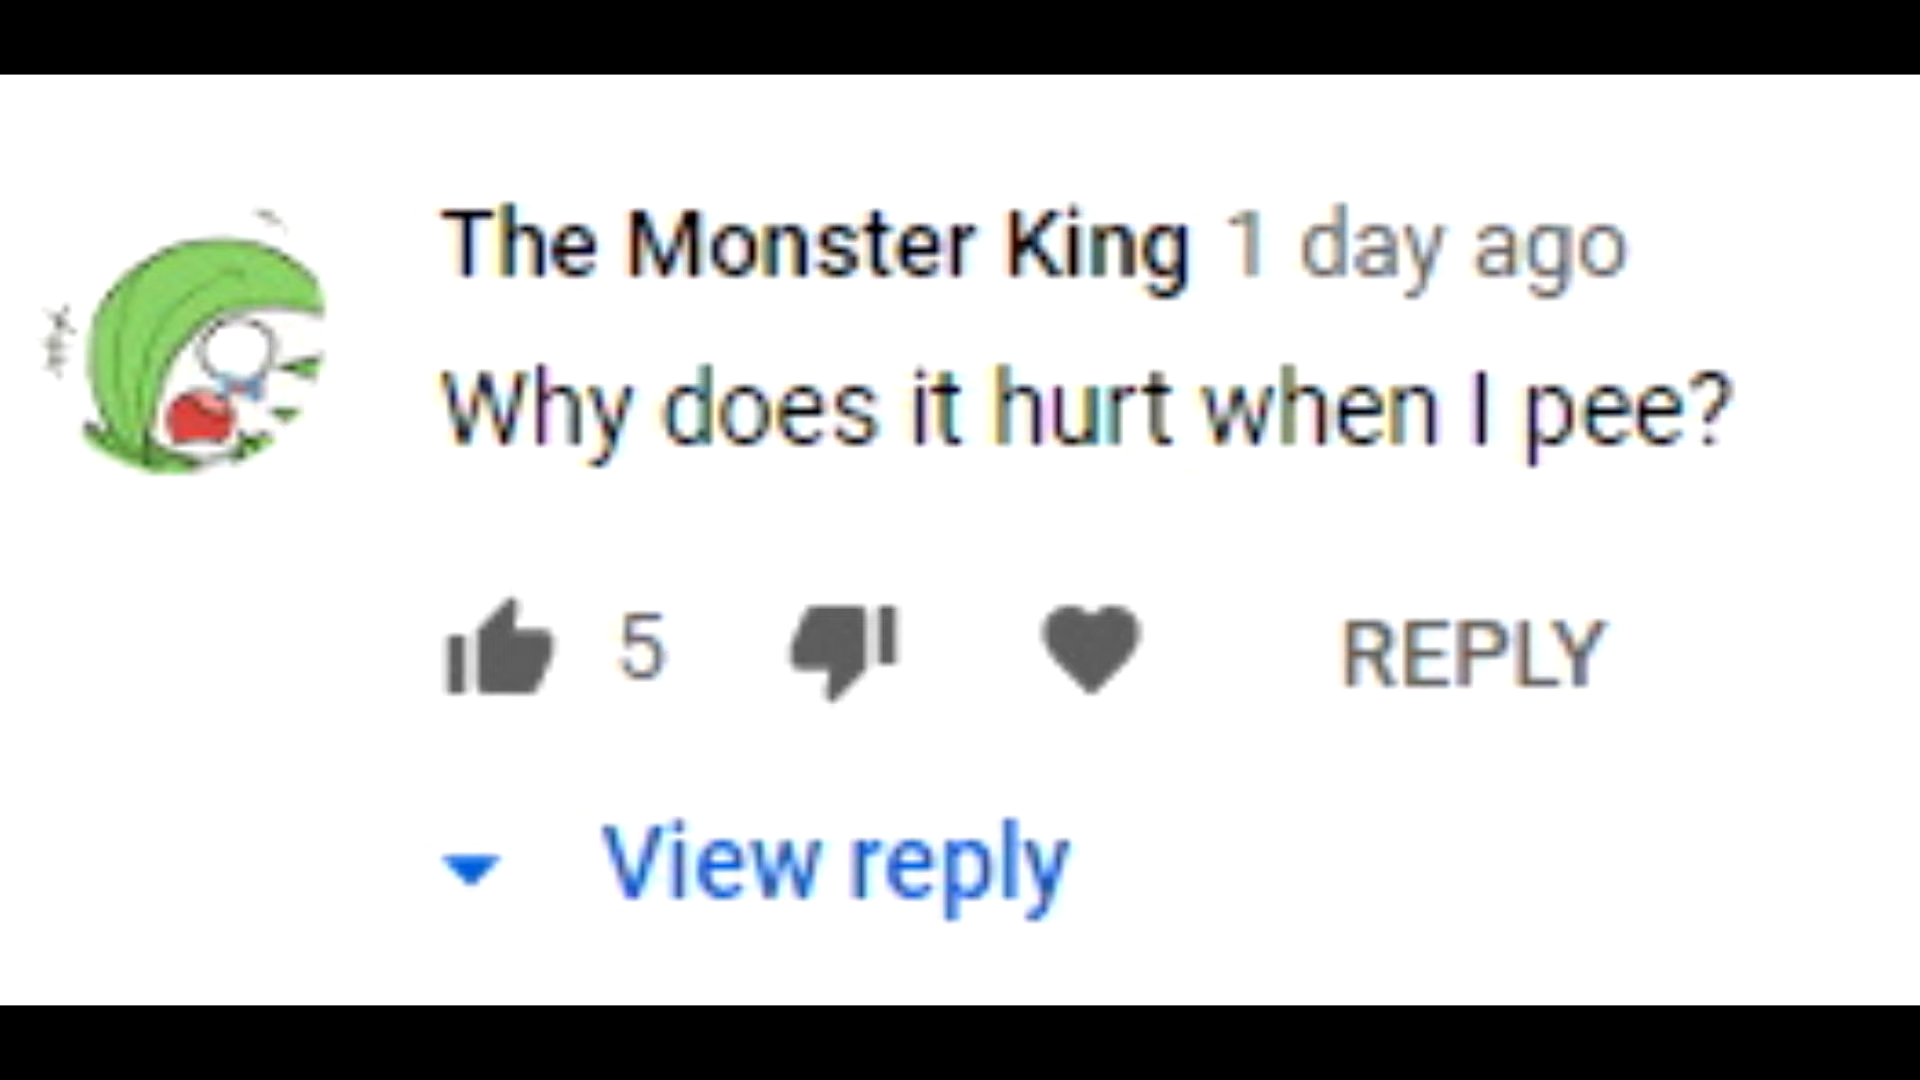 The Monster King 1 day ago
Why does it hurt when I pee?
5 REPLY
View reply